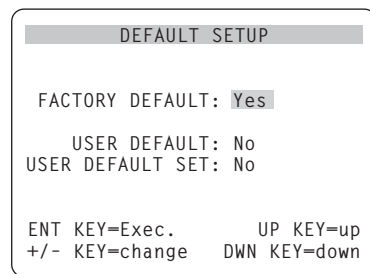 DEFAULT SETUP
FACTORY DEFAULT: Yes
USER DEFAULT: No
USER DEFAULT SET: No
ENT KEY=Exec. UP KEY=up
+/- KEY=change DWN KEY=down